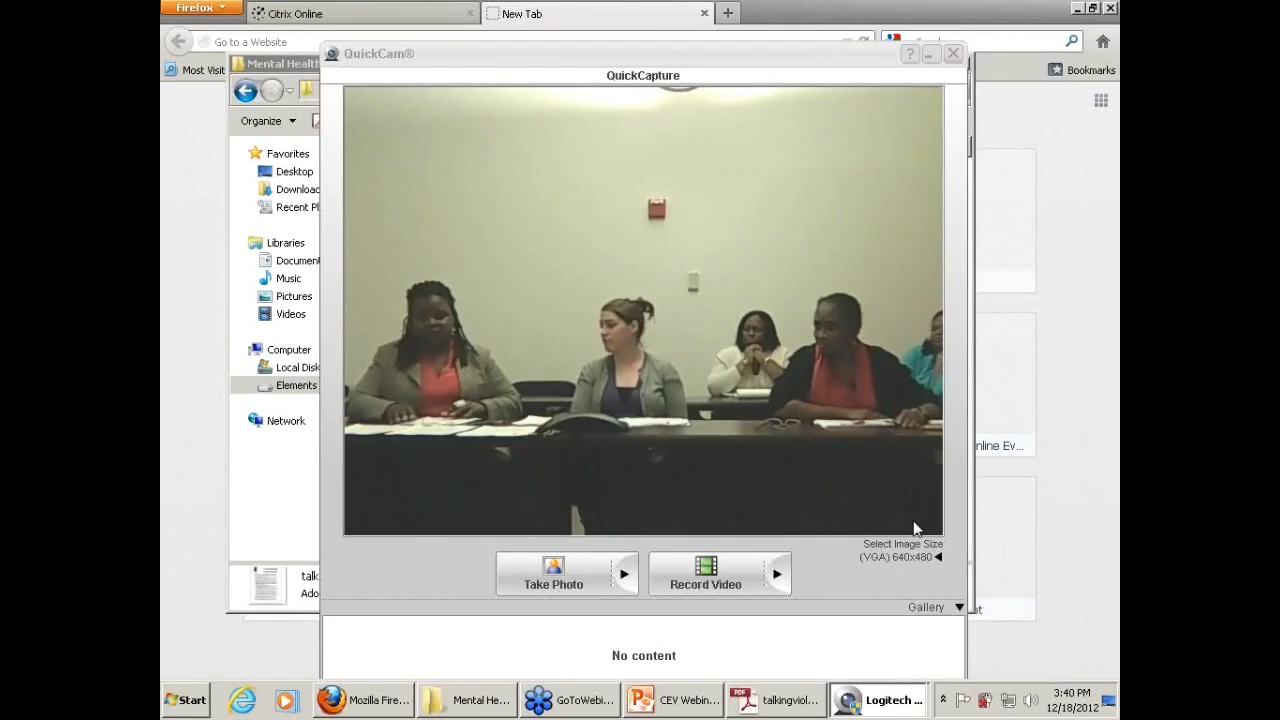 Firefox
Citrix Online
New Tab
Go to a Website
Most Visit
Bookmarks
Mental Health
QuickCam®
QuickCapture
Organize
Favorites
Desktop
Download
Recent Pl
Libraries
Document
Music
Pictures
Videos
Computer
Local Disk
Elements
Network
nline Ev...
Select Image Size
(VGA) 640x480
talk
Ado
Take Photo
Record Video
Gallery
No content
Start
Mozilla Fire...
Mental He...
GoToWebi...
CEV Webin...
talkingviol...
Logitech ...
3:40 PM
12/18/2012